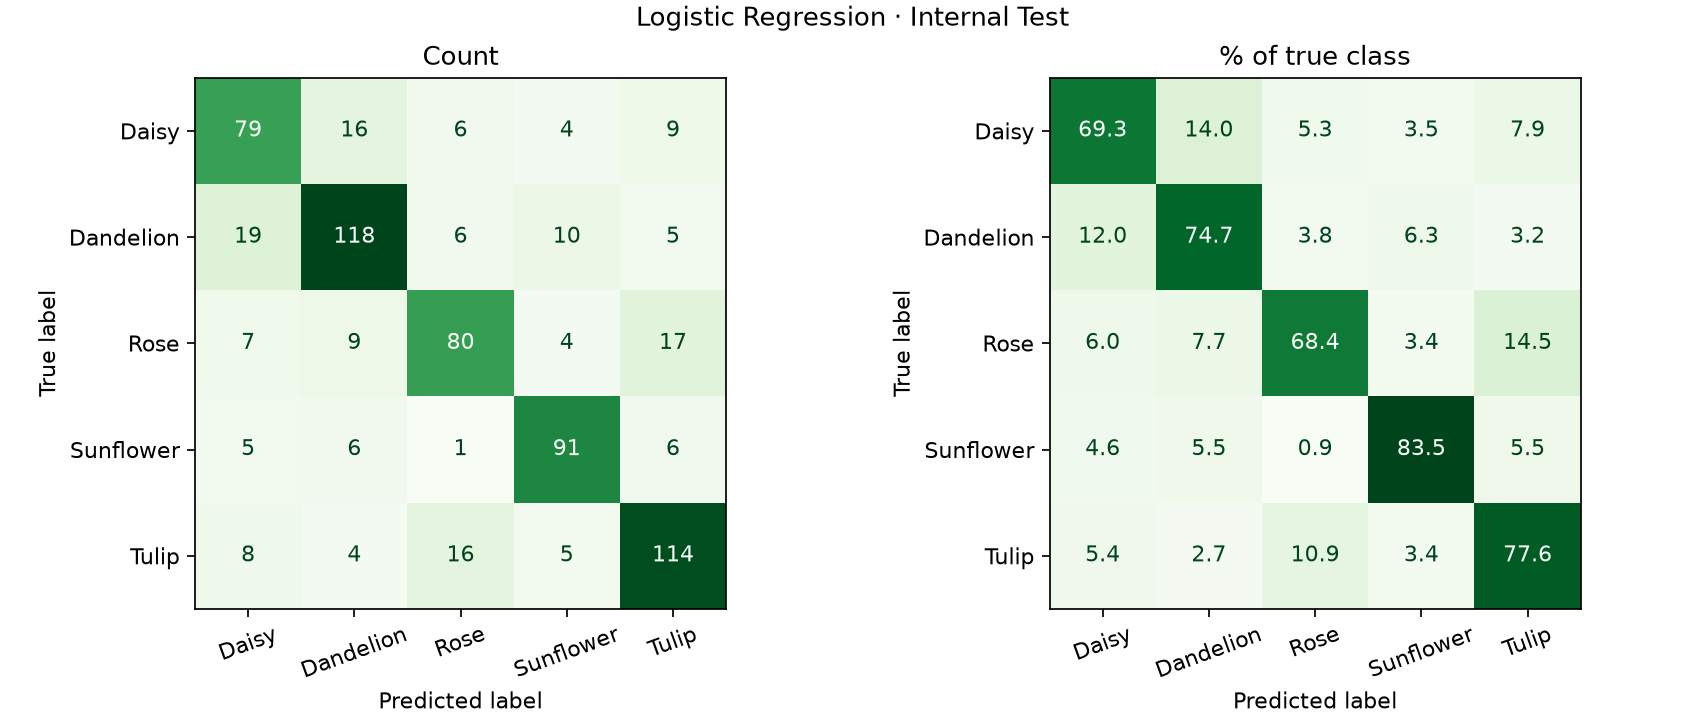 Logistic Regression · Internal Test
Count
Daisy 79 16 6 4 9
Dandelion 19 118 6 10 5
Rose 7 9 80 4 17
Sunflower 5 6 1 91 6
Tulip 8 4 16 5 114
True label
Daisy Dandelion Rose Sunflower Tulip
Predicted label
% of true class
Daisy 69.3 14.0 5.3 3.5 7.9
Dandelion 12.0 74.7 3.8 6.3 3.2
Rose 6.0 7.7 68.4 3.4 14.5
Sunflower 4.6 5.5 0.9 83.5 5.5
Tulip 5.4 2.7 10.9 3.4 77.6
True label
Daisy Dandelion Rose Sunflower Tulip
Predicted label